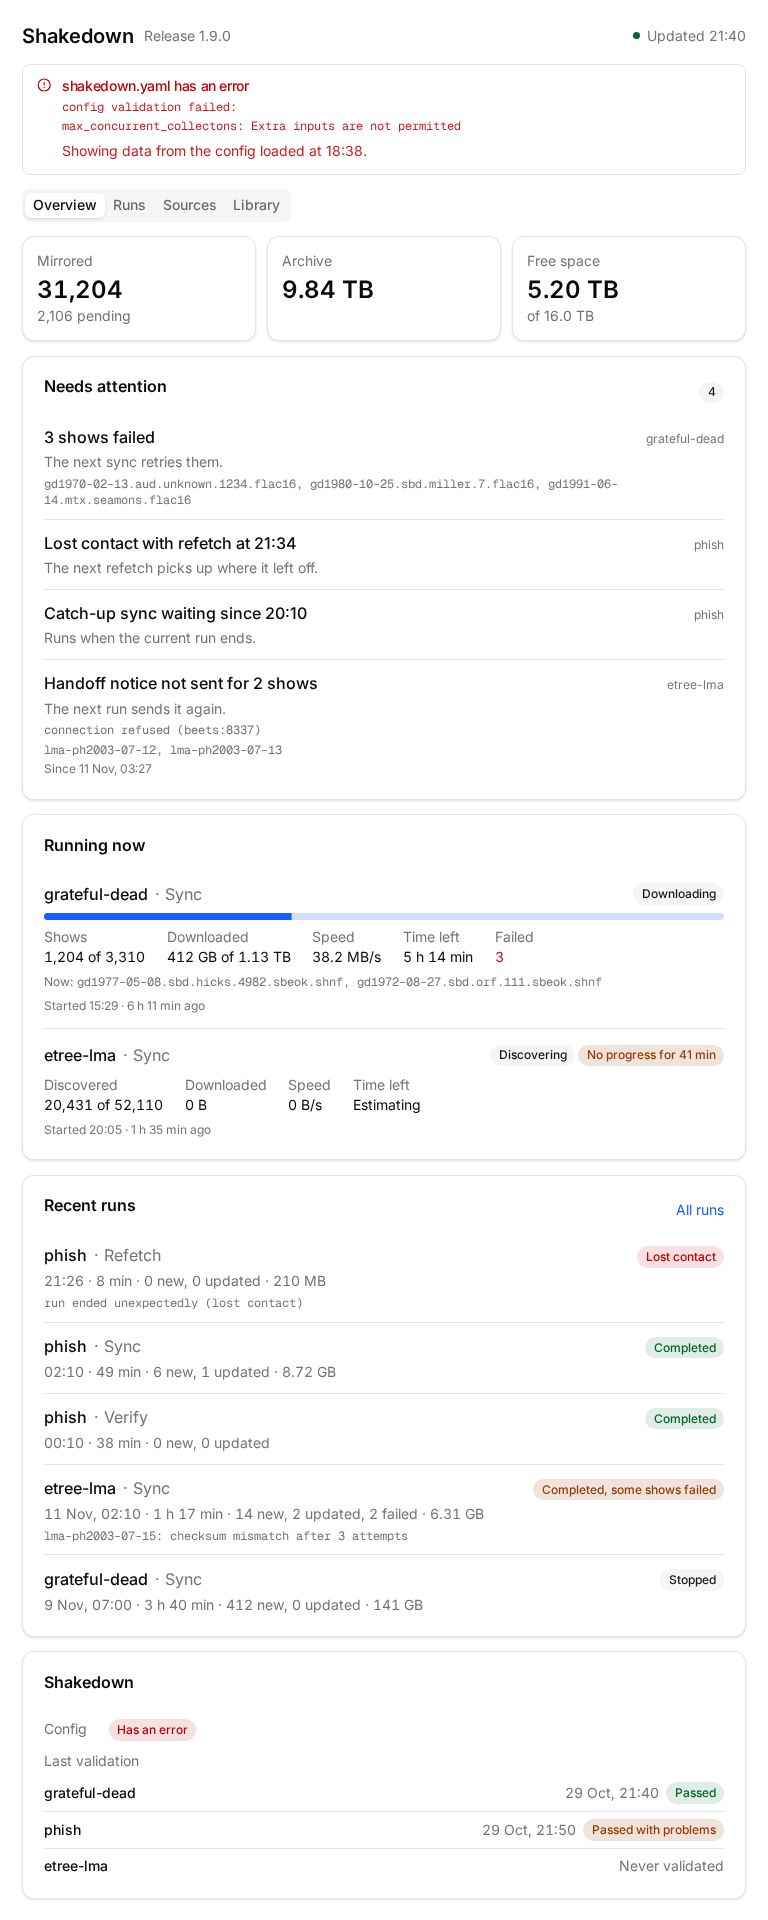 Shakedown Release 1.9.0
Updated 21:40
shakedown.yaml has an error
config validation failed:
max_concurrent_collectons: Extra inputs are not permitted
Showing data from the config loaded at 18:38.
Overview Runs Sources Library
Mirrored
31,204
2,106 pending
Archive
9.84 TB
Free space
5.20 TB
of 16.0 TB
Needs attention
4
3 shows failed
grateful-dead
The next sync retries them.
gd1970-02-13.aud.unknown.1234.flac16, gd1980-10-25.sbd.miller.7.flac16, gd1991-06-
14.mtx.seamons.flac16
Lost contact with refetch at 21:34
phish
The next refetch picks up where it left off.
Catch-up sync waiting since 20:10
phish
Runs when the current run ends.
Handoff notice not sent for 2 shows
etree-lma
The next run sends it again.
connection refused (beets:8337)
lma-ph2003-07-12, lma-ph2003-07-13
Since 11 Nov, 03:27
Running now
grateful-dead · Sync
Downloading
Shows Downloaded Speed Time left Failed
1,204 of 3,310 412 GB of 1.13 TB 38.2 MB/s 5 h 14 min 3
Now: gd1977-05-08.sbd.hicks.4982.sbeok.shnf, gd1972-08-27.sbd.orf.111.sbeok.shnf
Started 15:29 · 6 h 11 min ago
etree-lma · Sync
Discovering No progress for 41 min
Discovered Downloaded Speed Time left
20,431 of 52,110 0 B 0 B/s Estimating
Started 20:05 · 1 h 35 min ago
Recent runs
All runs
phish · Refetch
Lost contact
21:26 · 8 min · 0 new, 0 updated · 210 MB
run ended unexpectedly (lost contact)
phish · Sync
Completed
02:10 · 49 min · 6 new, 1 updated · 8.72 GB
phish · Verify
Completed
00:10 · 38 min · 0 new, 0 updated
etree-lma · Sync
Completed, some shows failed
11 Nov, 02:10 · 1 h 17 min · 14 new, 2 updated, 2 failed · 6.31 GB
lma-ph2003-07-15: checksum mismatch after 3 attempts
grateful-dead · Sync
Stopped
9 Nov, 07:00 · 3 h 40 min · 412 new, 0 updated · 141 GB
Shakedown
Config Has an error
Last validation
grateful-dead 29 Oct, 21:40 Passed
phish 29 Oct, 21:50 Passed with problems
etree-lma Never validated